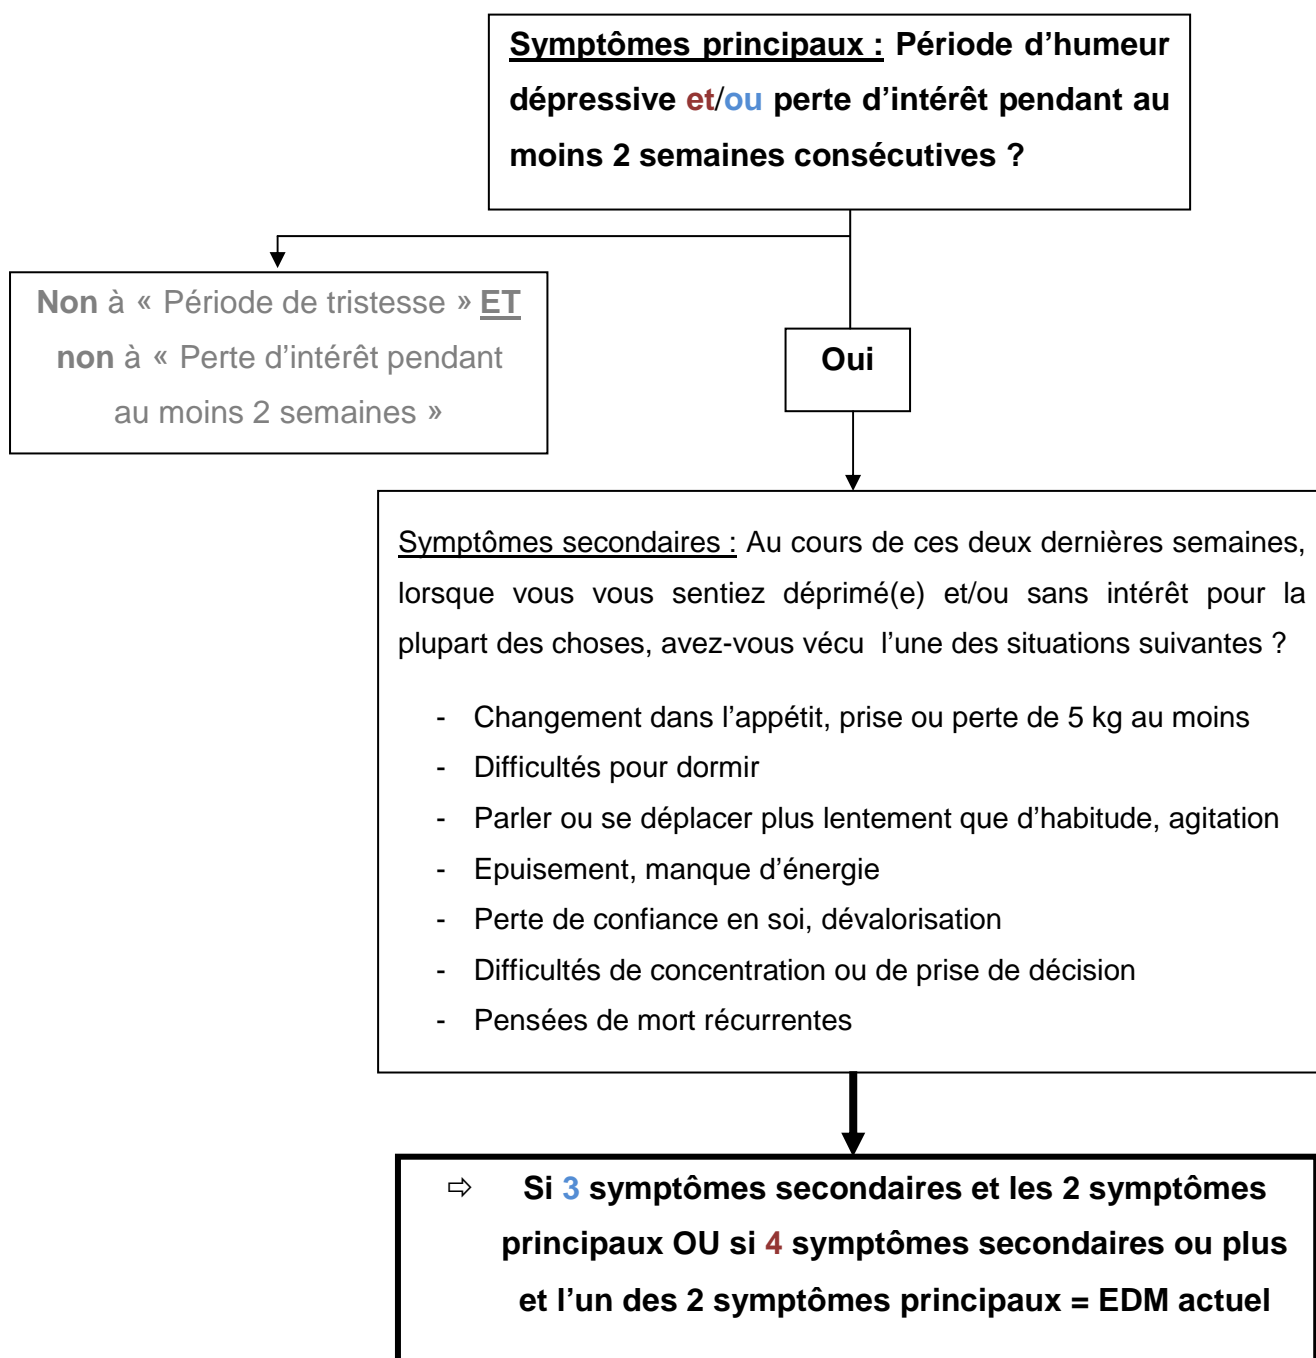 Symptômes principaux : Période d’humeur
dépressive et/ou perte d’intérêt pendant au
moins 2 semaines consécutives ?
Non à « Période de tristesse » ET
non à « Perte d’intérêt pendant
au moins 2 semaines »
Oui
Symptômes secondaires : Au cours de ces deux dernières semaines,
lorsque vous vous sentiez déprimé(e) et/ou sans intérêt pour la
plupart des choses, avez-vous vécu l’une des situations suivantes ?
- Changement dans l’appétit, prise ou perte de 5 kg au moins
- Difficultés pour dormir
- Parler ou se déplacer plus lentement que d’habitude, agitation
- Epuisement, manque d’énergie
- Perte de confiance en soi, dévalorisation
- Difficultés de concentration ou de prise de décision
- Pensées de mort récurrentes
⇨ Si 3 symptômes secondaires et les 2 symptômes
principaux OU si 4 symptômes secondaires ou plus
et l’un des 2 symptômes principaux = EDM actuel